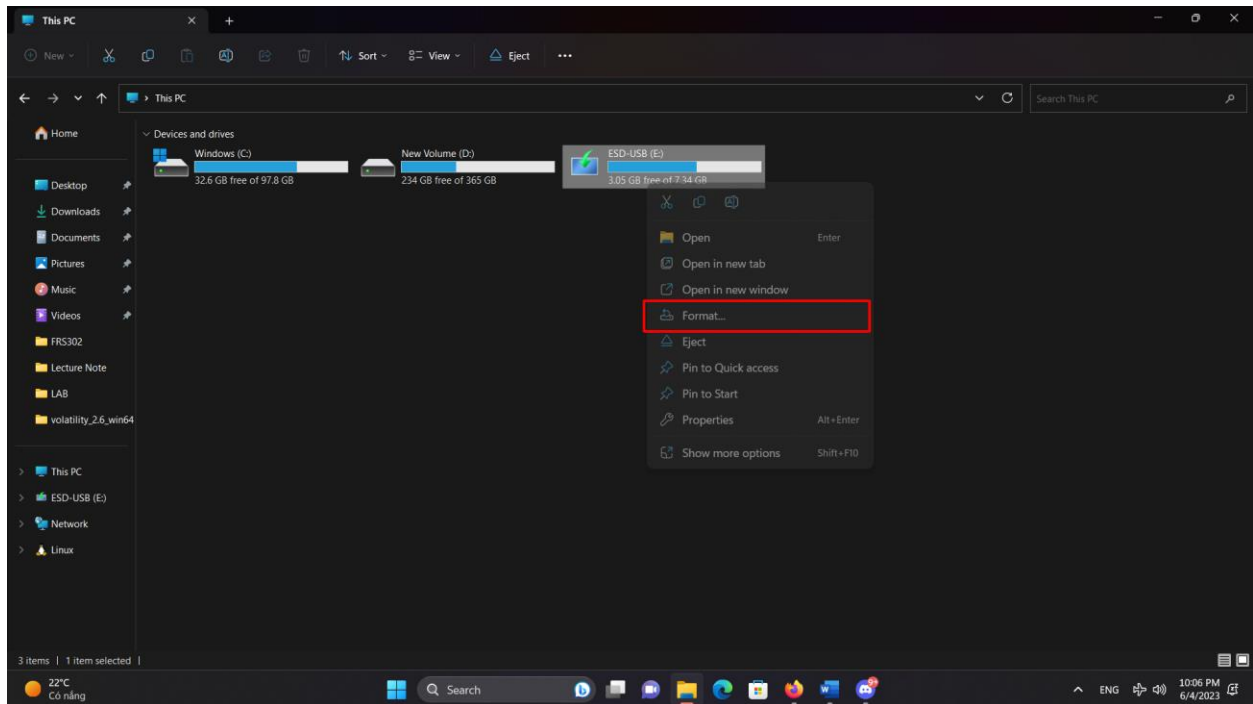 This PC
New
Sort
View
Eject
This PC
Search This PC
Home
Desktop
Downloads
Documents
Pictures
Music
Videos
FRS302
Lecture Note
LAB
volatility_2.6_win64
This PC
ESD-USB (E:)
Network
Linux
Devices and drives
Windows (C:)
32.6 GB free of 97.8 GB
New Volume (D:)
234 GB free of 365 GB
ESD-USB (E:)
3.05 GB free of 7.34 GB
Open Enter
Open in new tab
Open in new window
Format...
Eject
Pin to Quick access
Pin to Start
Properties Alt+Enter
Show more options Shift+F10
3 items | 1 item selected |
22°C
Có nắng
Search
ENG
10:06 PM
6/4/2023